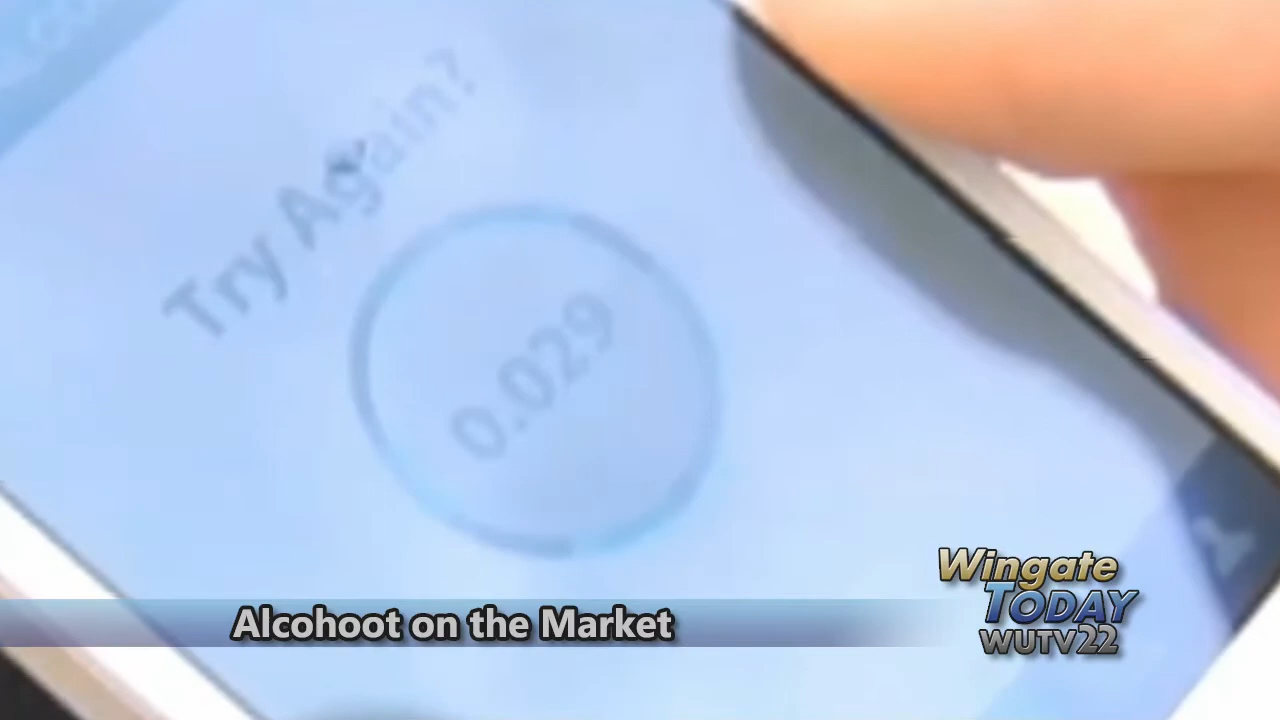 Try Again?
0.029
Alcohoot on the Market
Wingate
TODAY
WUTV22